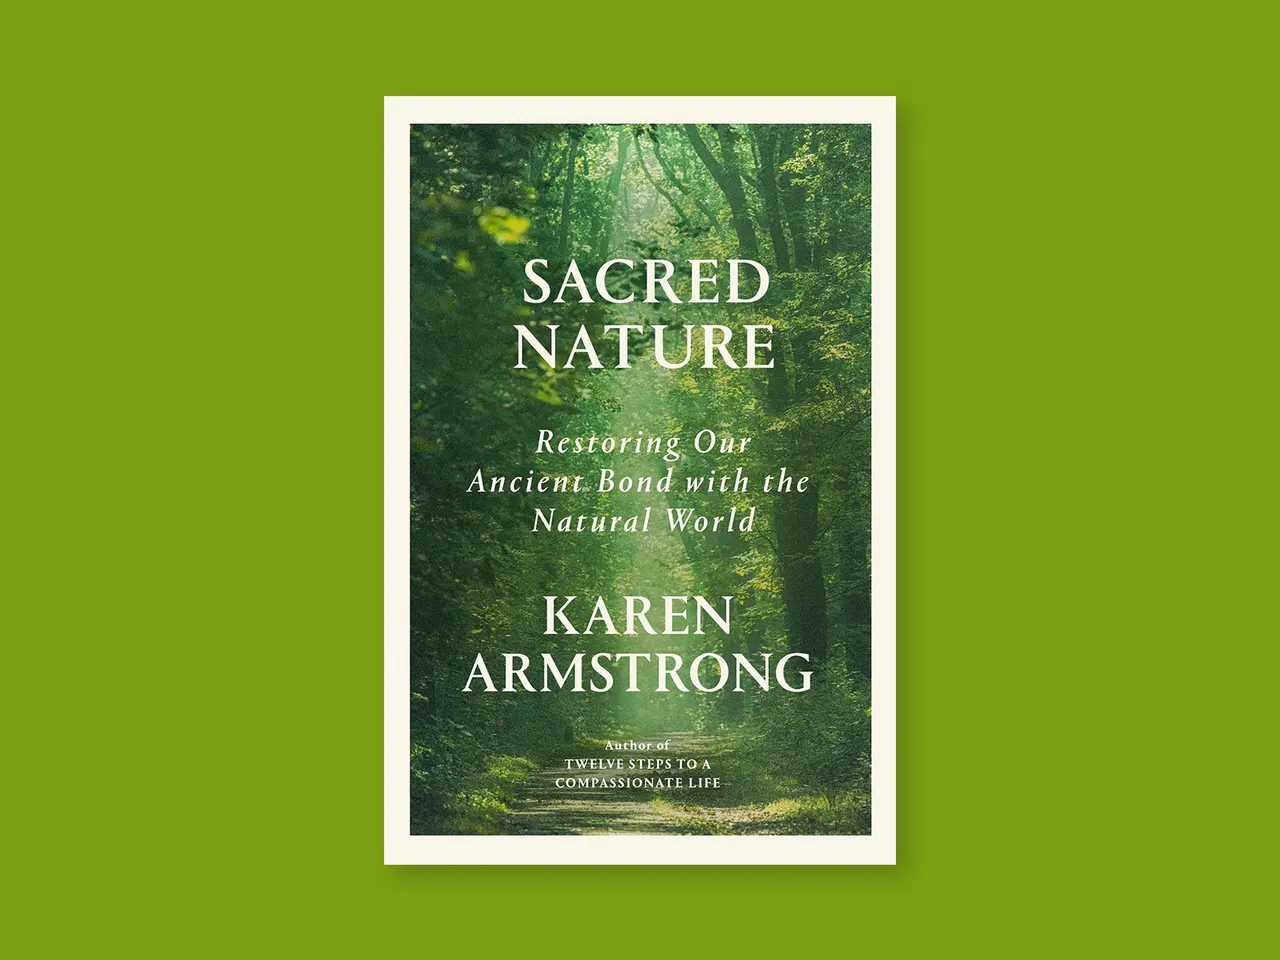 SACRED
NATURE
Restoring Our
Ancient Bond with the
Natural World
KAREN
ARMSTRONG
Author of
TWELVE STEPS TO A
COMPASSIONATE LIFE